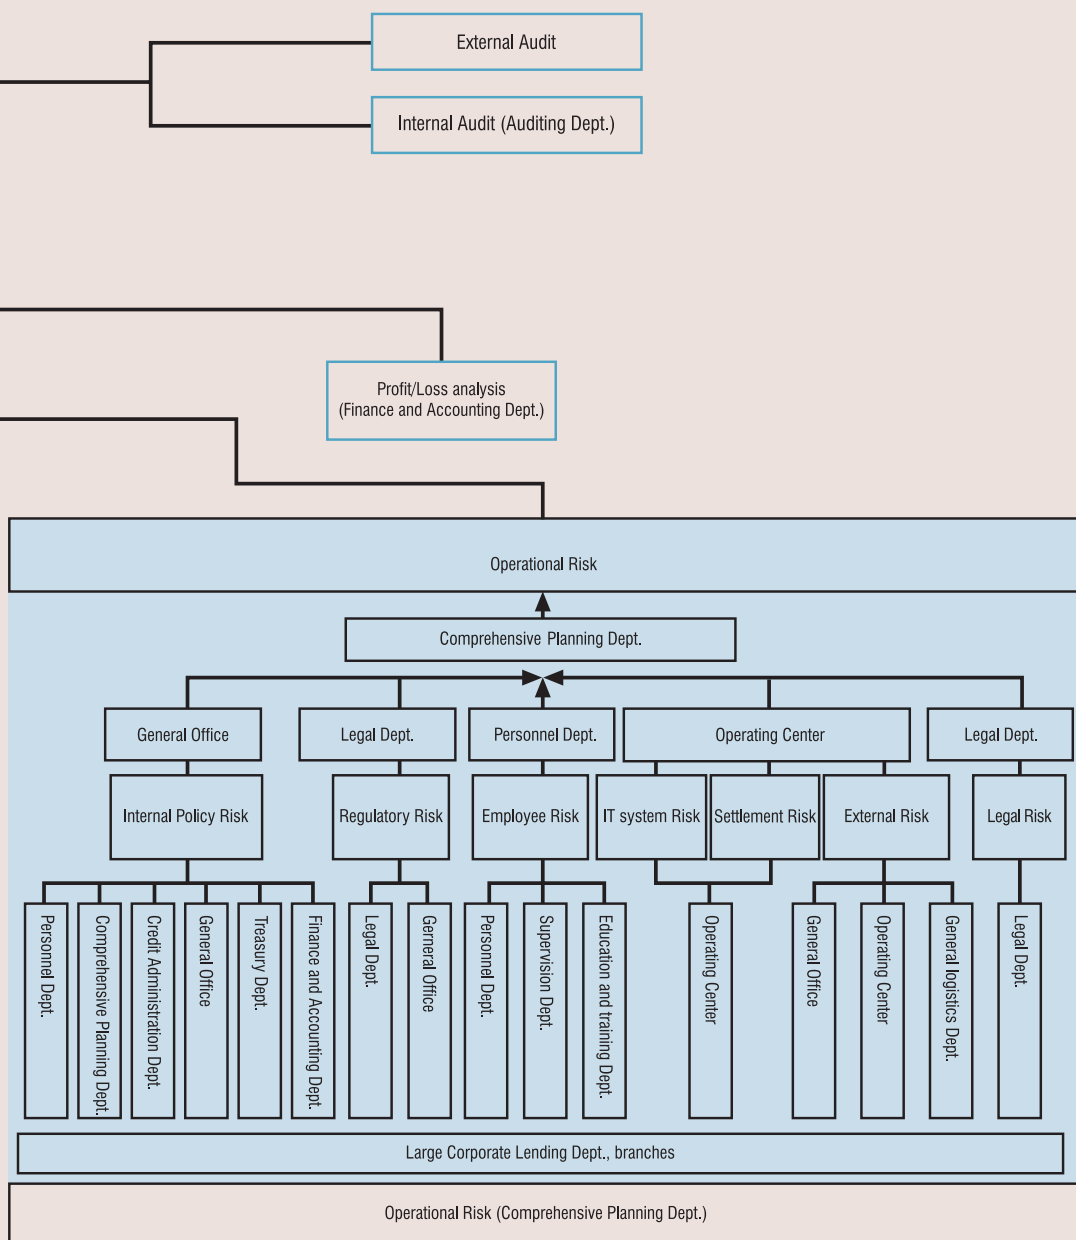 External Audit
Internal Audit (Auditing Dept.)
Profit/Loss analysis
(Finance and Accounting Dept.)
Operational Risk
Comprehensive Planning Dept.
General Office
Legal Dept.
Personnel Dept.
Operating Center
Legal Dept.
Internal Policy Risk
Regulatory Risk
Employee Risk
IT system Risk
Settlement Risk
External Risk
Legal Risk
Personnel Dept.
Comprehensive Planning Dept.
Credit Administration Dept.
General Office
Treasury Dept.
Finance and Accounting Dept.
Legal Dept.
Gerneral Office
Personnel Dept.
Supervision Dept.
Education and training Dept.
Operating Center
General Office
Operating Center
General logistics Dept.
Legal Dept.
Large Corporate Lending Dept., branches
Operational Risk (Comprehensive Planning Dept.)